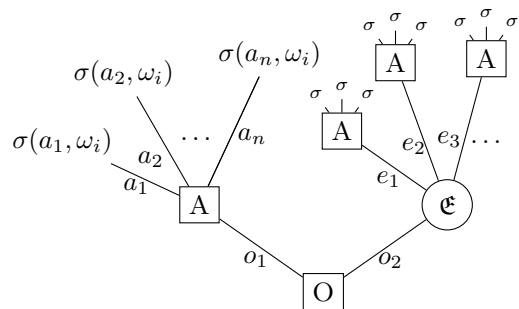 σ σ σ
σ σ σ
A A
σ(a₂, ωᵢ) σ(aₙ, ωᵢ)
σ σ σ
A
σ(a₁, ωᵢ) a₂ … aₙ e₂ e₃ …
a₁ e₁
A 𝔈
o₁ o₂
O